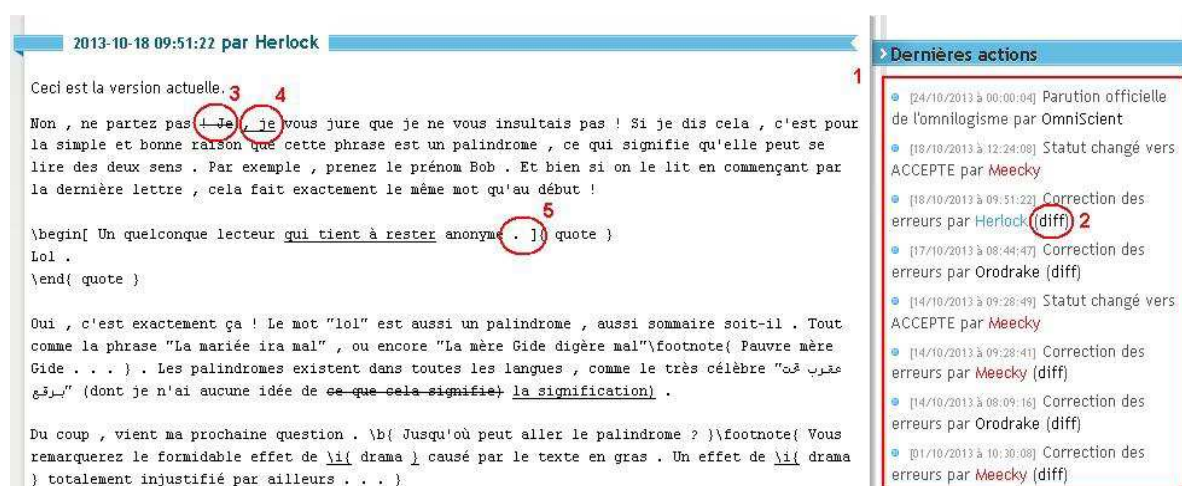 2013-10-18 09:51:22 par Herlock
Ceci est la version actuelle.
3 4
Non , ne partez pas ! Je , je vous jure que je ne vous insultais pas ! Si je dis cela , c'est pour
la simple et bonne raison que cette phrase est un palindrome , ce qui signifie qu'elle peut se
lire des deux sens . Par exemple , prenez le prénom Bob . Et bien si on le lit en commençant par
la dernière lettre , cela fait exactement le même mot qu'au début !
5
\begin[ Un quelconque lecteur qui tient à rester anonyme . ]{ quote }
Lol .
\end{ quote }
Oui , c'est exactement ça ! Le mot "lol" est aussi un palindrome , aussi sommaire soit-il . Tout
comme la phrase "La mariée ira mal" , ou encore "La mère Gide digère mal"\footnote{ Pauvre mère
Gide . . . } . Les palindromes existent dans toutes les langues , comme le très célèbre "عقرب تحت
برقع" (dont je n'ai aucune idée de ce que cela signifie) la signification) .
Du coup , vient ma prochaine question . \b{ Jusqu'où peut aller le palindrome ? }\footnote{ Vous
remarquerez le formidable effet de \i{ drama } causé par le texte en gras . Un effet de \i{ drama
} totalement injustifié par ailleurs . . . }
1
Dernières actions
[24/10/2013 à 00:00:04] Parution officielle
de l'omnilogisme par OmniScient
[18/10/2013 à 12:24:08] Statut changé vers
ACCEPTE par Meecky
[18/10/2013 à 09:51:22] Correction des
erreurs par Herlock (diff) 2
[17/10/2013 à 08:44:47] Correction des
erreurs par Orodrake (diff)
[14/10/2013 à 09:28:49] Statut changé vers
ACCEPTE par Meecky
[14/10/2013 à 09:28:41] Correction des
erreurs par Meecky (diff)
[14/10/2013 à 08:09:16] Correction des
erreurs par Orodrake (diff)
[01/10/2013 à 10:30:08] Correction des
erreurs par Meecky (diff)